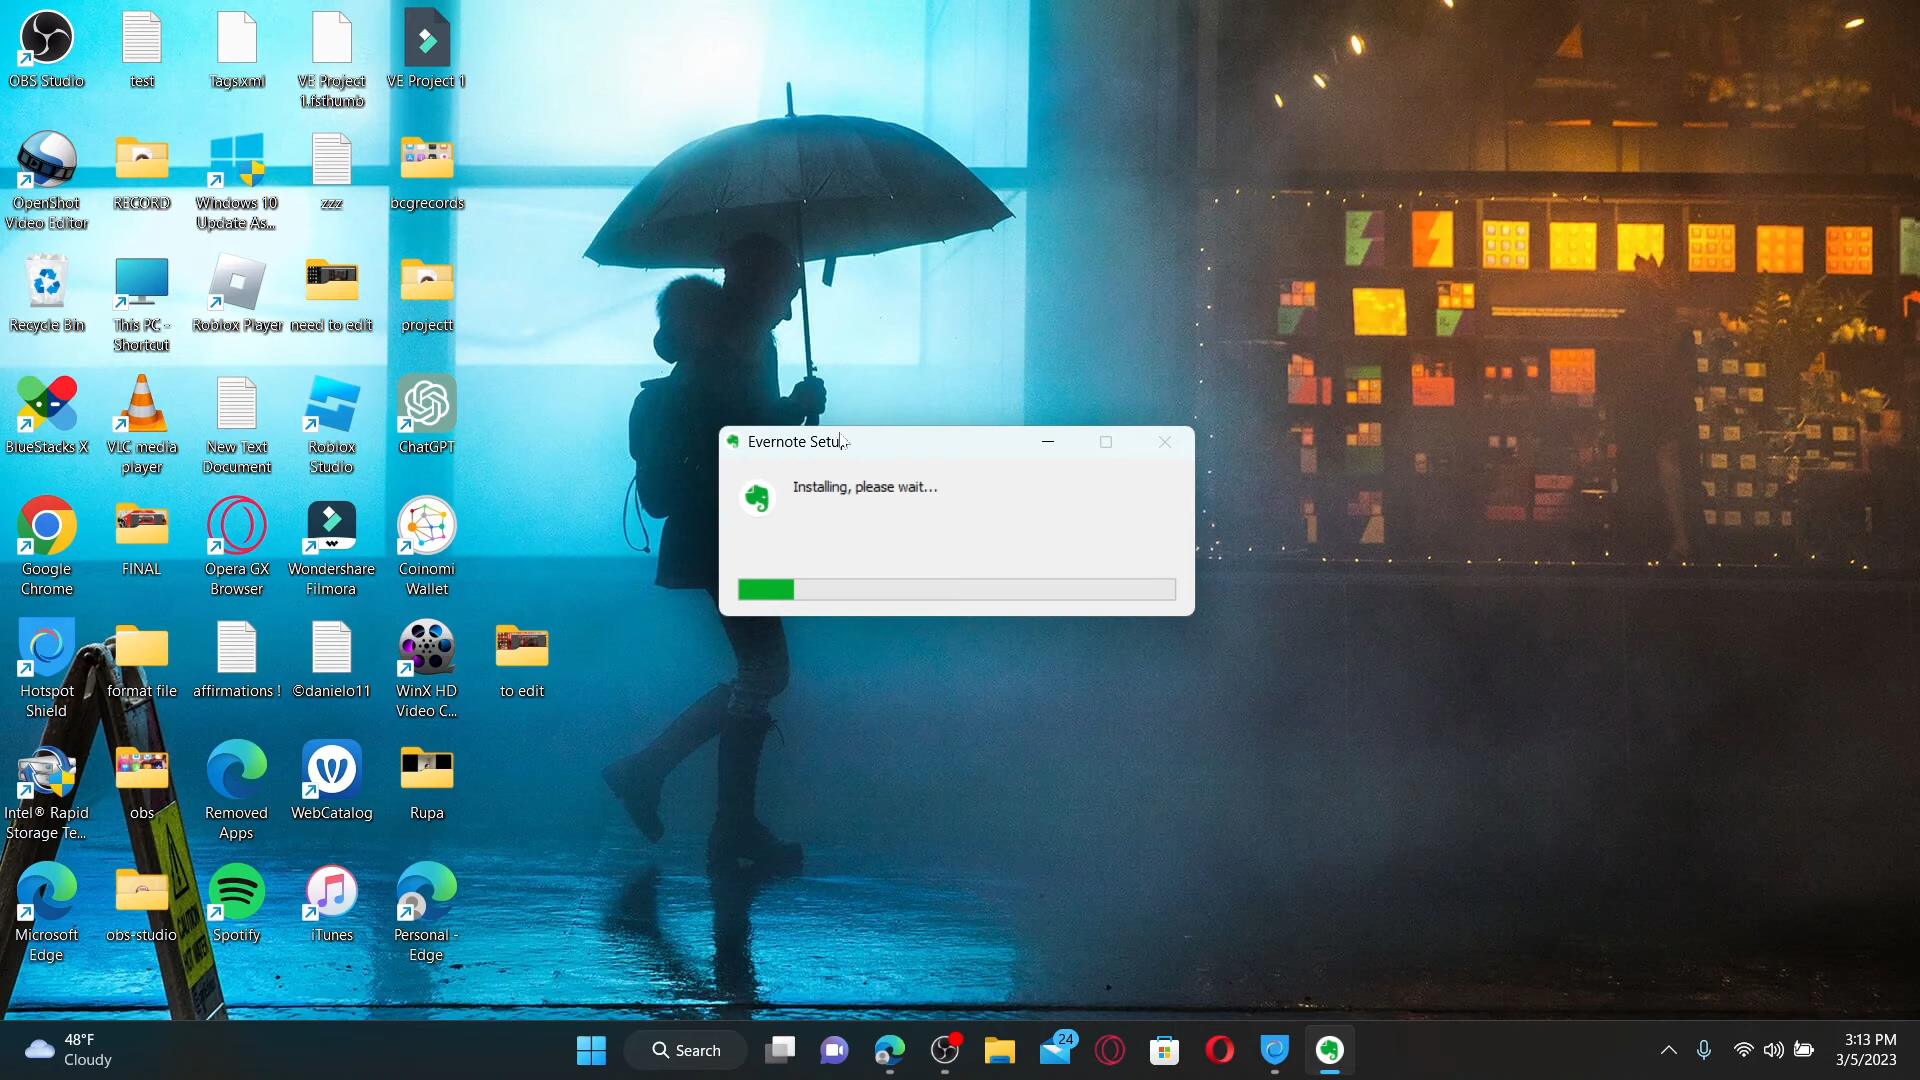 OBS Studio
test
Tags.xml
VE Project
1.fsthumb
VE Project 1
OpenShot
Video Editor
RECORD
Windows 10
Update As...
zzz
bcgrecords
Recycle Bin
This PC -
Shortcut
Roblox Player
need to edit
projectt
BlueStacks X
VLC media
player
New Text
Document
Roblox
Studio
ChatGPT
Evernote Setu
Installing, please wait...
Google
Chrome
FINAL
Opera GX
Browser
Wondershare
Filmora
Coinomi
Wallet
Hotspot
Shield
format file
affirmations !
©danielo11
WinX HD
Video C...
to edit
Intel® Rapid
Storage Te...
obs
Removed
Apps
WebCatalog
Rupa
Microsoft
Edge
obs-studio
Spotify
iTunes
Personal -
Edge
CAUTION
48°F
Cloudy
Search
24
3:13 PM
3/5/2023